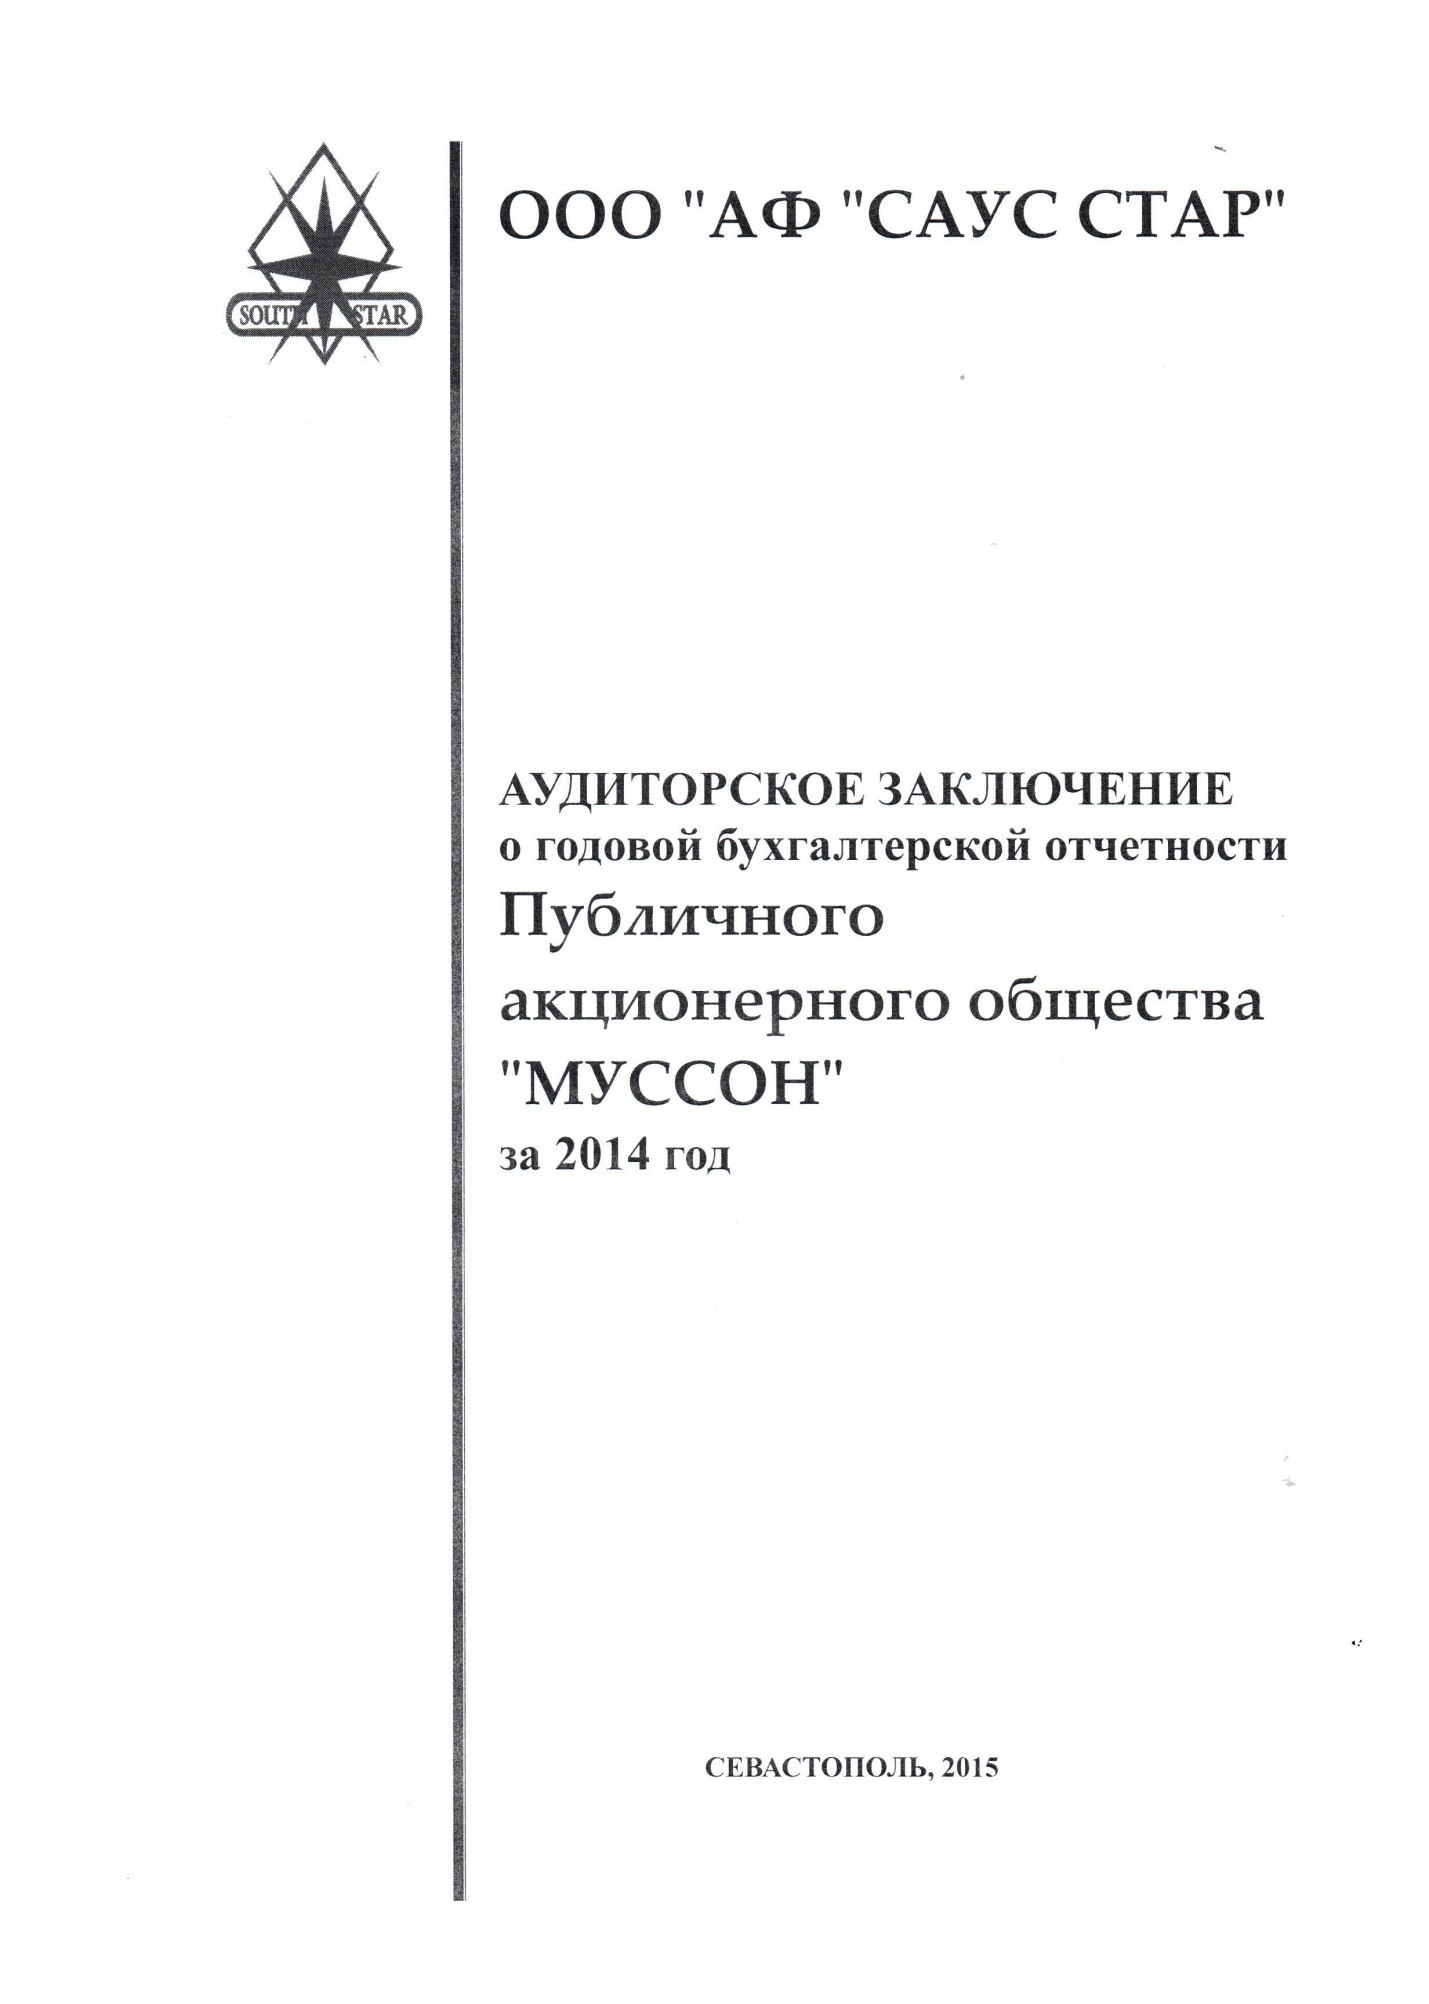 ООО "АФ "САУС СТАР"
SOUTH STAR
АУДИТОРСКОЕ ЗАКЛЮЧЕНИЕ
о годовой бухгалтерской отчетности
Публичного
акционерного общества
"МУССОН"
за 2014 год
СЕВАСТОПОЛЬ, 2015